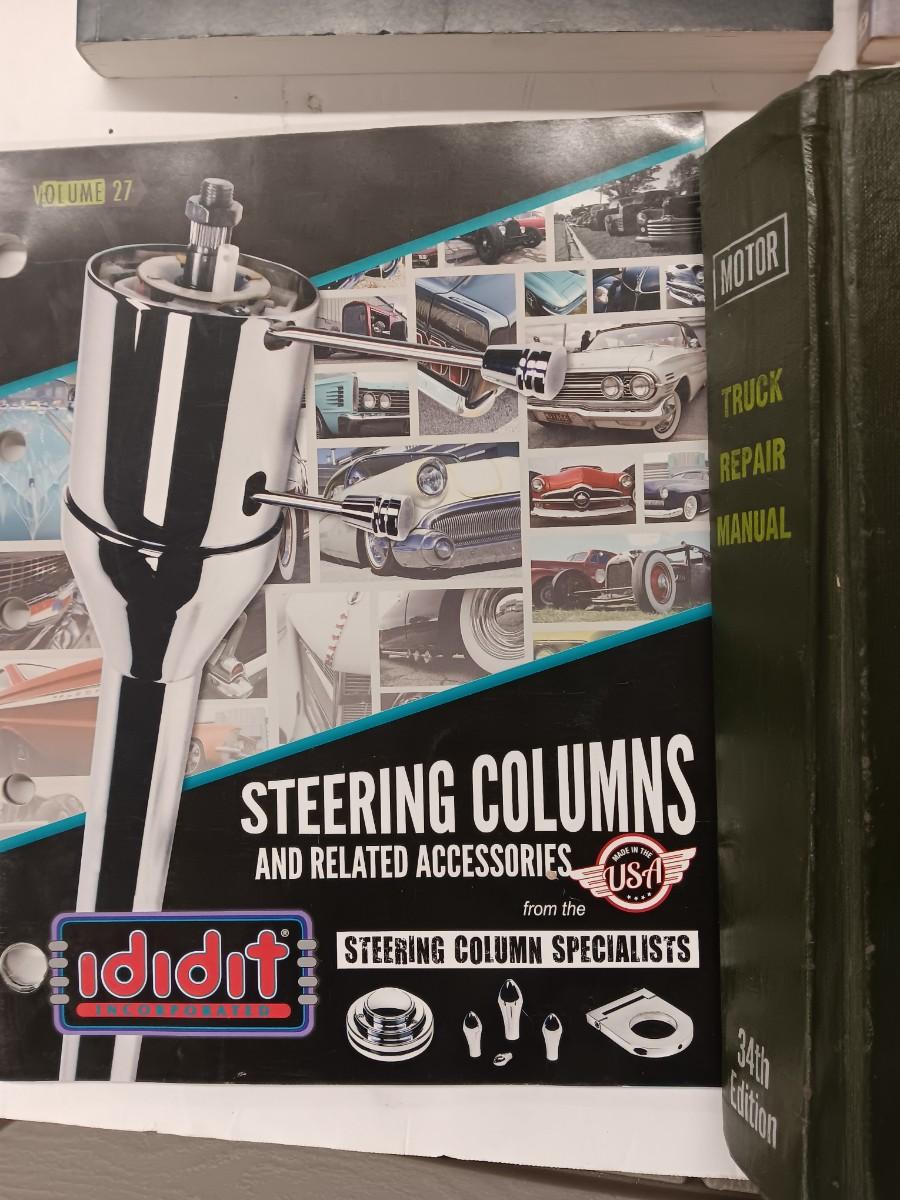 VOLUME 27
STEERING COLUMNS
AND RELATED ACCESSORIES
MADE IN THE
USA
from the
STEERING COLUMN SPECIALISTS
ididit®
INCORPORATED
MOTOR
TRUCK
REPAIR
MANUAL
34th
Edition